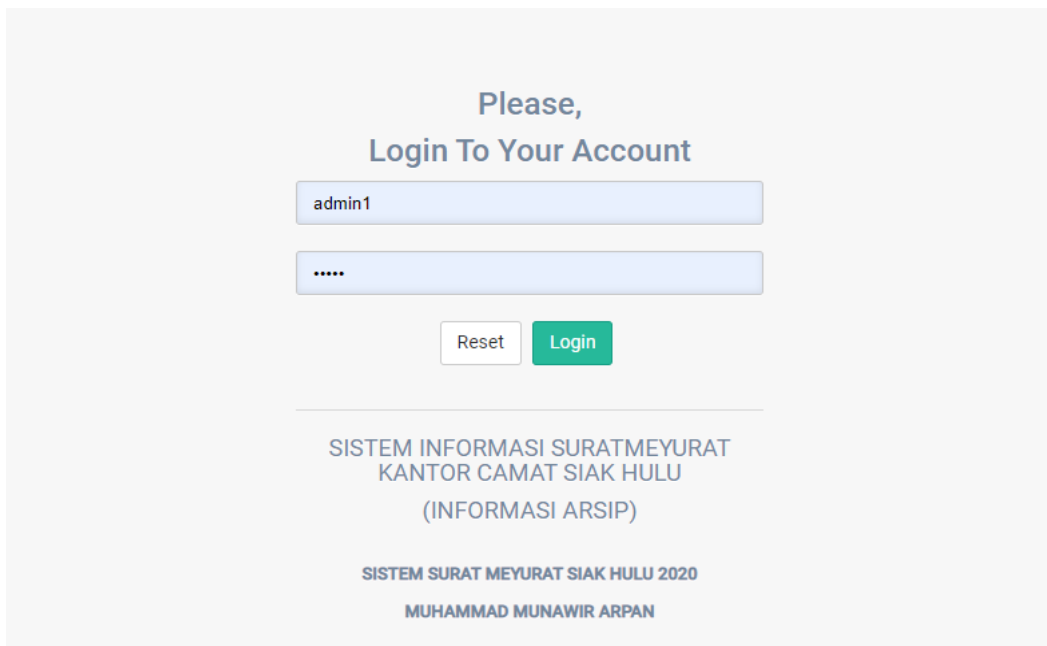 Please,
Login To Your Account
admin1
•••••
Reset Login
SISTEM INFORMASI SURATMEYURAT
KANTOR CAMAT SIAK HULU
(INFORMASI ARSIP)
SISTEM SURAT MEYURAT SIAK HULU 2020
MUHAMMAD MUNAWIR ARPAN